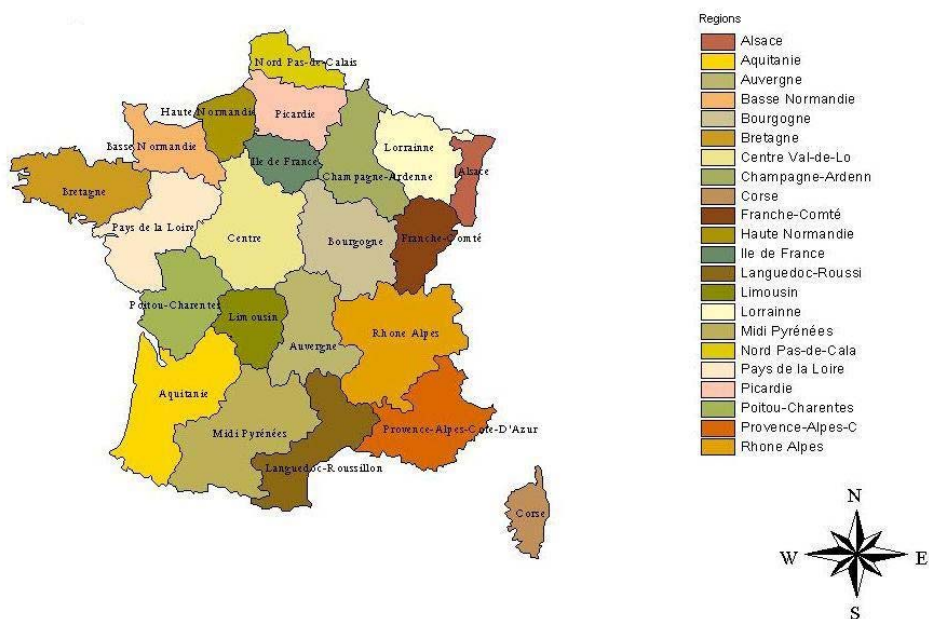 Nord Pas-de-Calais
Haute Normandie
Picardie
Basse Normandie
Ile de France
Lorrainne
Alsace
Champagne-Ardenn
Bretagne
Pays de la Loire
Centre
Bourgogne
Franche-Comté
Poitou-Charentes
Limousin
Auvergne
Rhone Alpes
Aquitanie
Midi Pyrénées
Provence-Alpes-Cote-D'Azur
Languedoc-Roussillon
Corse
Regions
Alsace
Aquitanie
Auvergne
Basse Normandie
Bourgogne
Bretagne
Centre Val-de-Lo
Champagne-Ardenn
Corse
Franche-Comté
Haute Normandie
Ile de France
Languedoc-Roussi
Limousin
Lorrainne
Midi Pyrénées
Nord Pas-de-Cala
Pays de la Loire
Picardie
Poitou-Charentes
Provence-Alpes-C
Rhone Alpes
N
W E
S